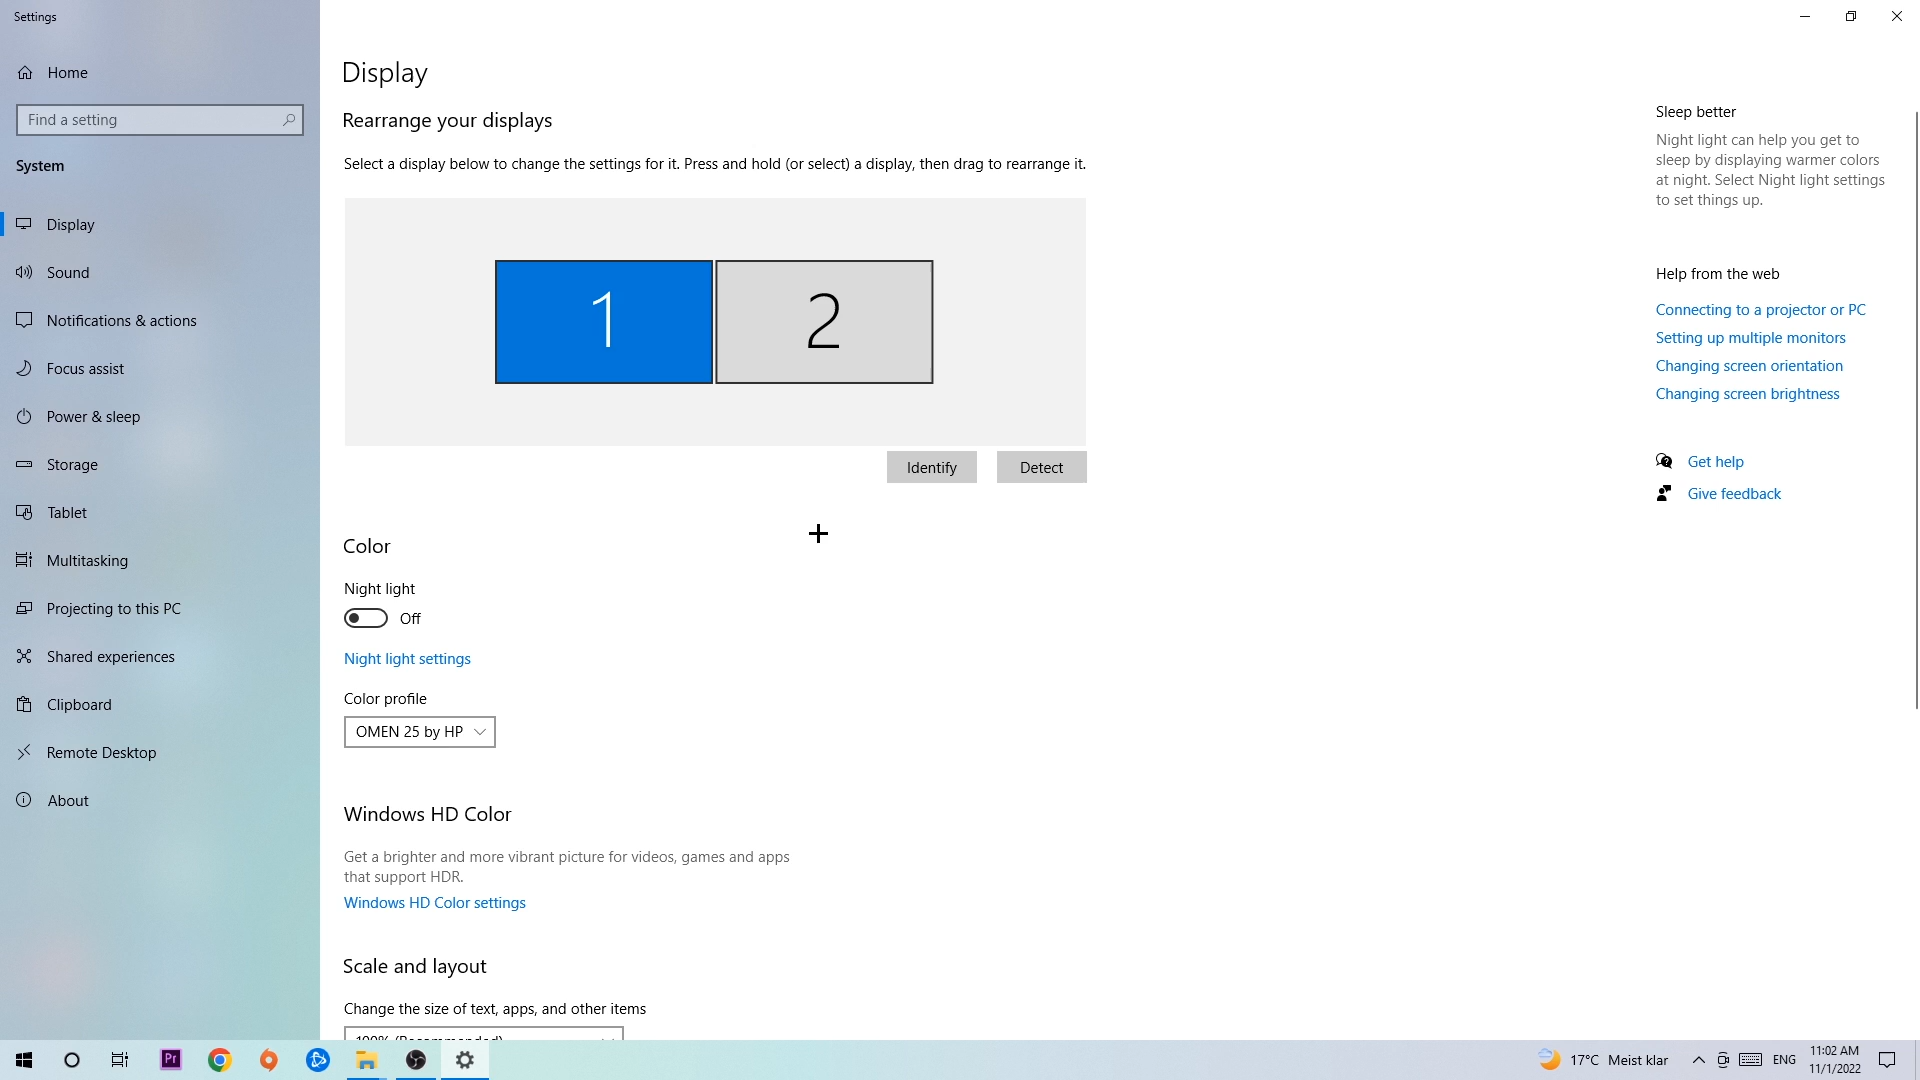 Settings
Home
Find a setting
System
Display
Sound
Notifications & actions
Focus assist
Power & sleep
Storage
Tablet
Multitasking
Projecting to this PC
Shared experiences
Clipboard
Remote Desktop
About
Display
Rearrange your displays
Select a display below to change the settings for it. Press and hold (or select) a display, then drag to rearrange it.
1
2
Identify
Detect
Color
Night light
Off
Night light settings
Color profile
OMEN 25 by HP
Windows HD Color
Get a brighter and more vibrant picture for videos, games and apps
that support HDR.
Windows HD Color settings
Scale and layout
Change the size of text, apps, and other items
100% (Recommended)
Sleep better
Night light can help you get to
sleep by displaying warmer colors
at night. Select Night light settings
to set things up.
Help from the web
Connecting to a projector or PC
Setting up multiple monitors
Changing screen orientation
Changing screen brightness
Get help
Give feedback
Pr
17°C Meist klar
ENG
11:02 AM
11/1/2022